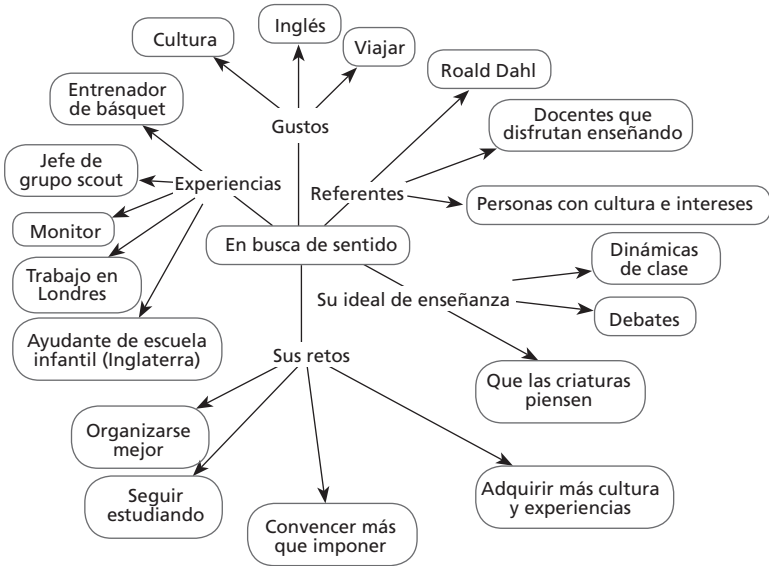 Inglés
Cultura
Viajar
Roald Dahl
Entrenador
de básquet
Docentes que
disfrutan enseñando
Gustos
Jefe de
grupo scout
Experiencias
Referentes
Personas con cultura e intereses
Monitor
En busca de sentido
Dinámicas
de clase
Trabajo en
Londres
Su ideal de enseñanza
Debates
Ayudante de escuela
infantil (Inglaterra)
Sus retos
Que las criaturas
piensen
Organizarse
mejor
Seguir
estudiando
Adquirir más cultura
y experiencias
Convencer más
que imponer